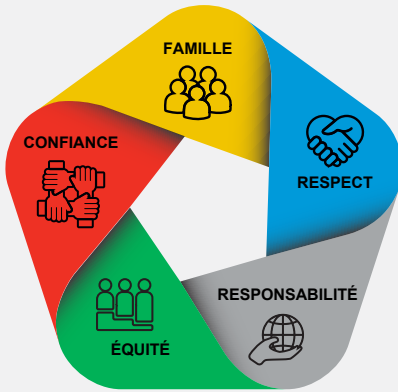 FAMILLE
CONFIANCE
RESPECT
RESPONSABILITÉ
ÉQUITÉ